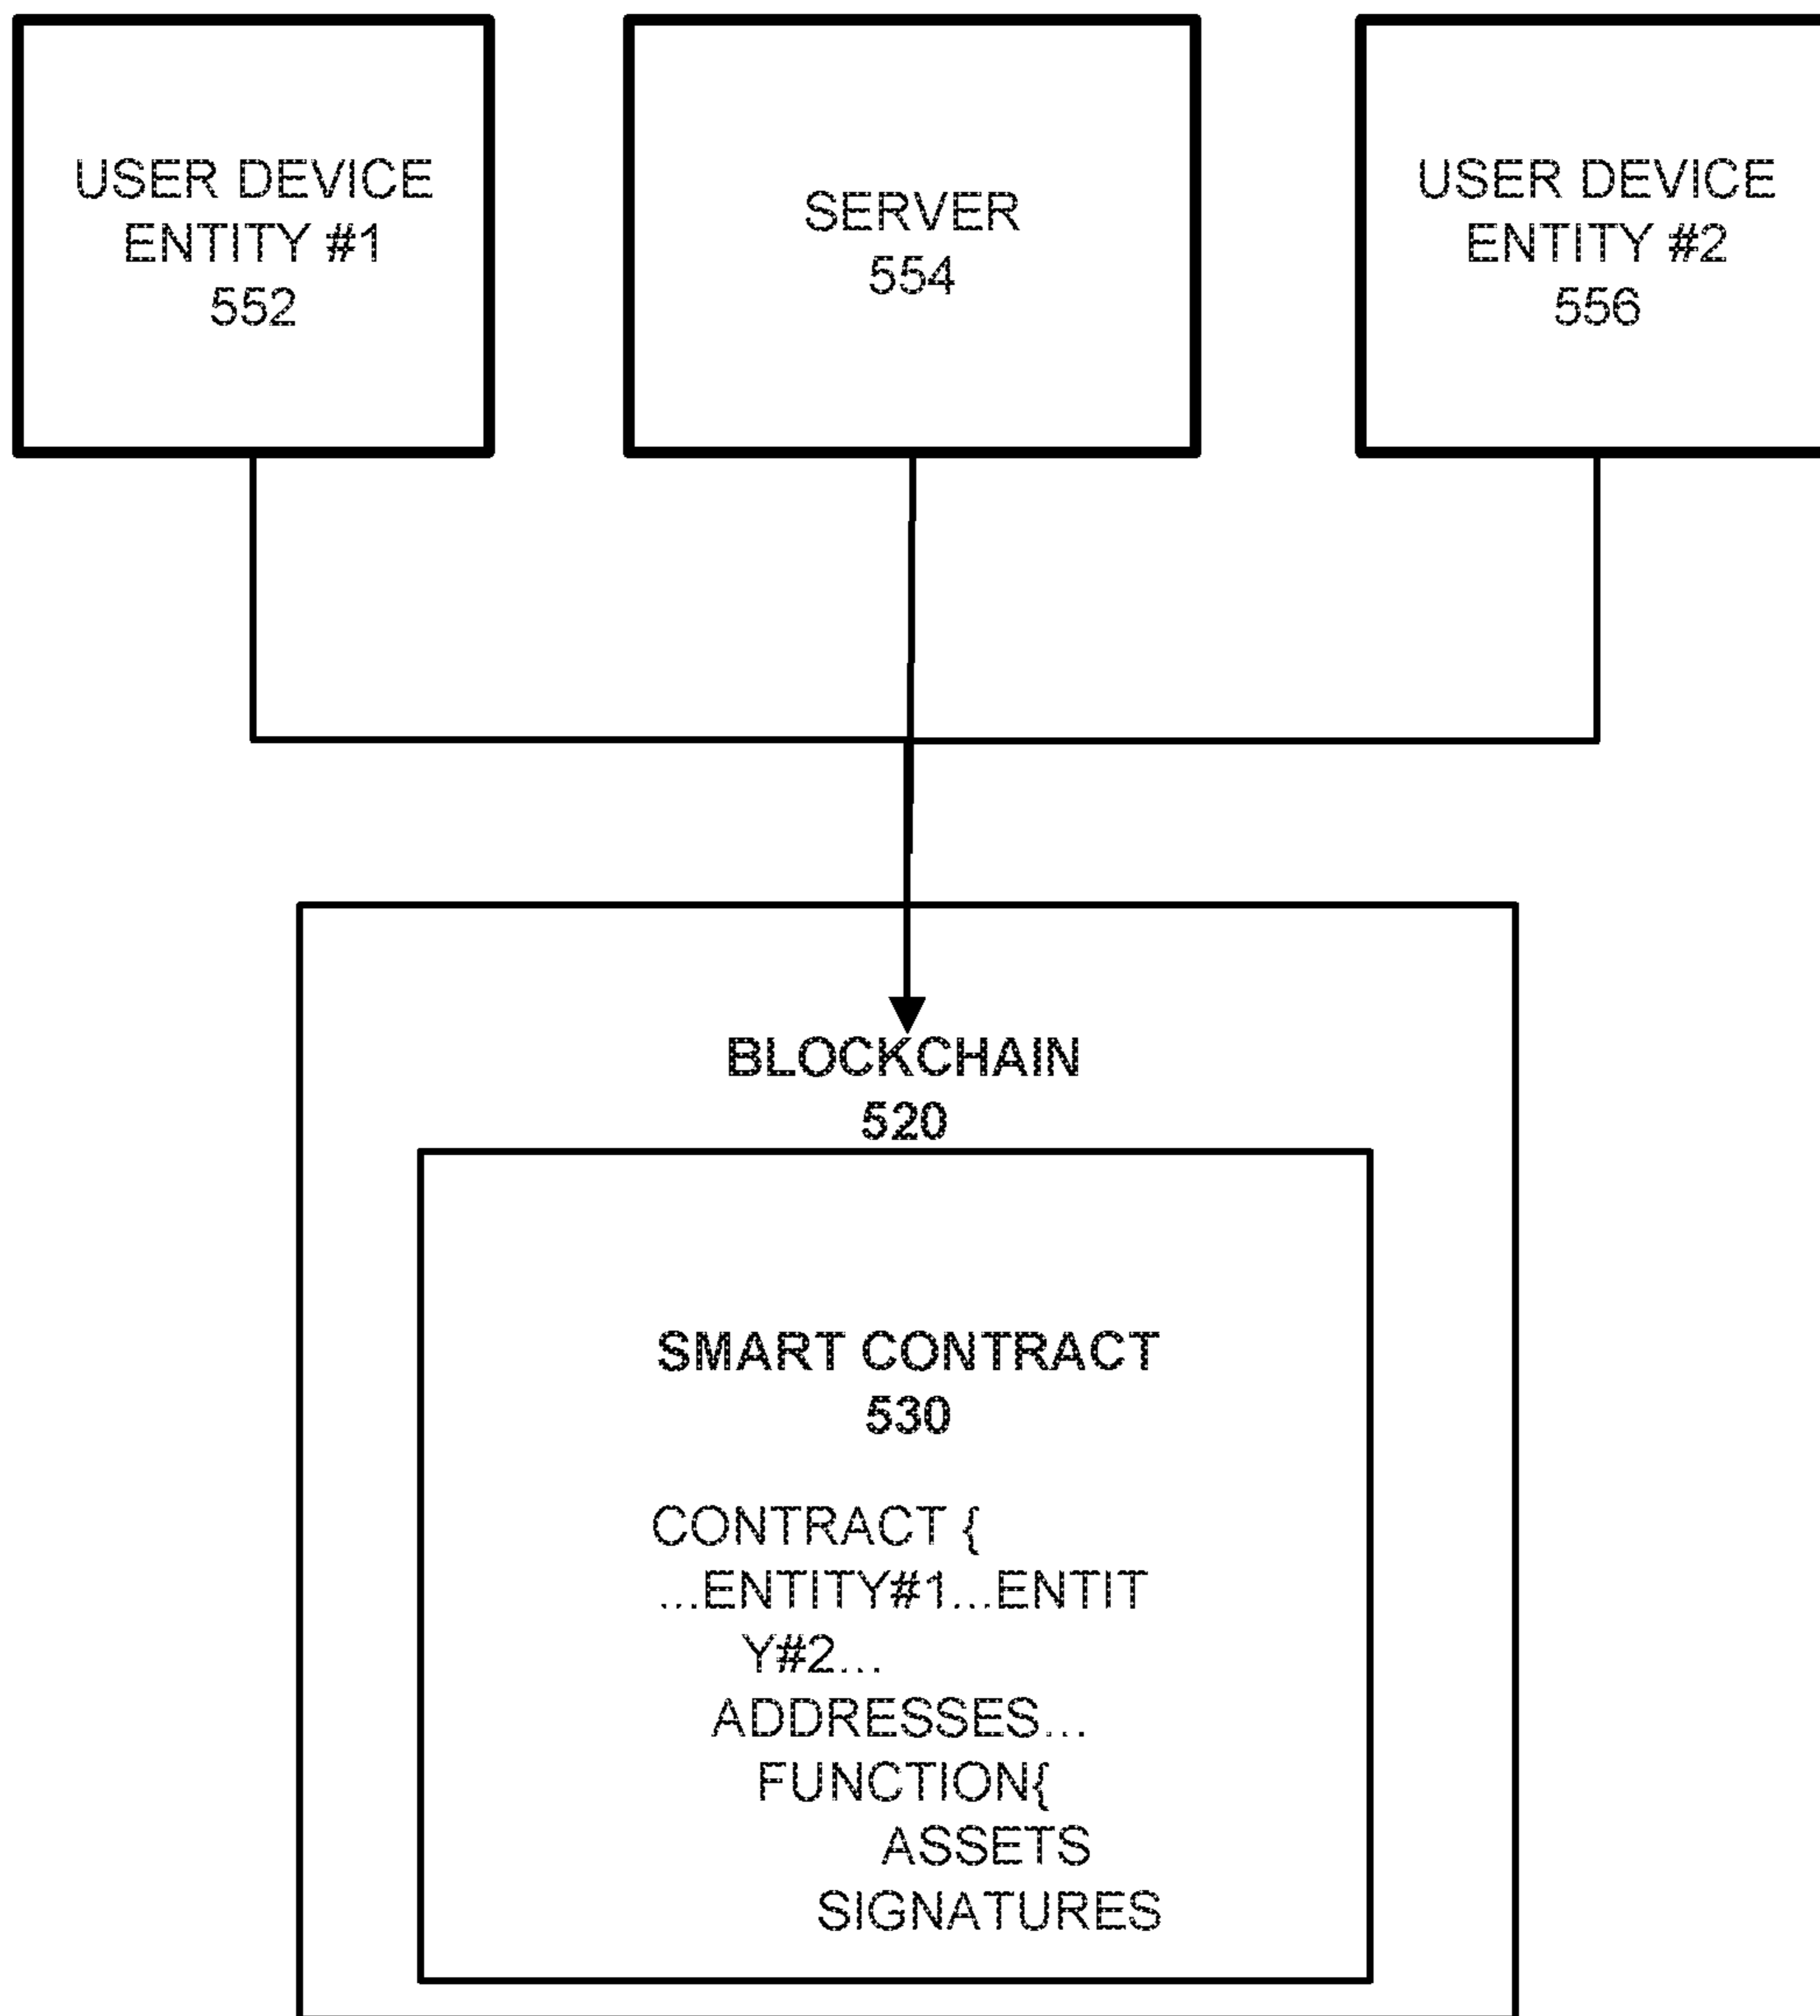 USER DEVICE
ENTITY #1
552
SERVER
554
USER DEVICE
ENTITY #2
556
BLOCKCHAIN
520
SMART CONTRACT
530
CONTRACT {
...ENTITY#1...ENTIT
Y#2...
ADDRESSES...
FUNCTION{
ASSETS
SIGNATURES